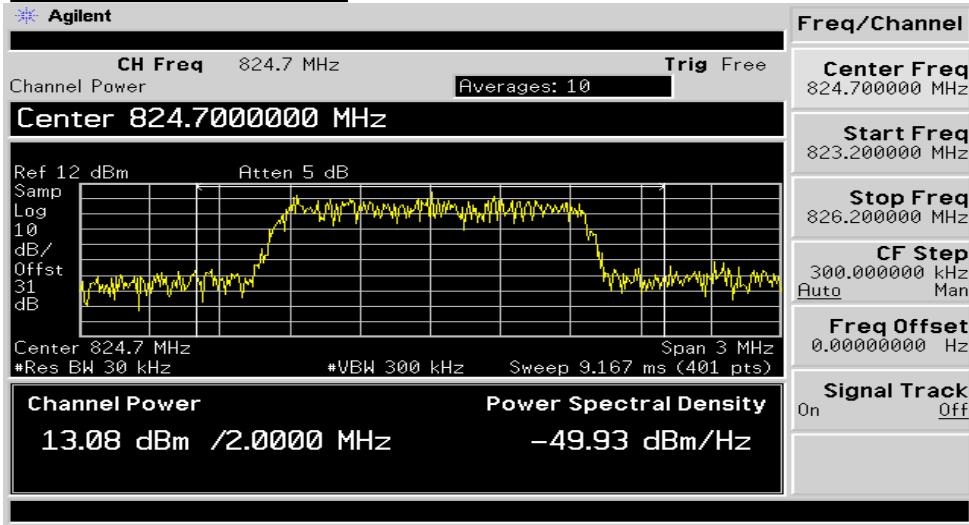 Agilent
Freq/Channel
CH Freq 824.7 MHz Trig Free
Channel Power Averages: 10
Center 824.7000000 MHz
Ref 12 dBm Atten 5 dB
Samp
Log
10
dB/
Offst
31
dB
Center 824.7 MHz Span 3 MHz
#Res BW 30 kHz #VBW 300 kHz Sweep 9.167 ms (401 pts)
Channel Power Power Spectral Density
13.08 dBm /2.0000 MHz -49.93 dBm/Hz
Center Freq
824.700000 MHz
Start Freq
823.200000 MHz
Stop Freq
826.200000 MHz
CF Step
300.000000 kHz
Auto Man
Freq Offset
0.00000000 Hz
Signal Track
On Off